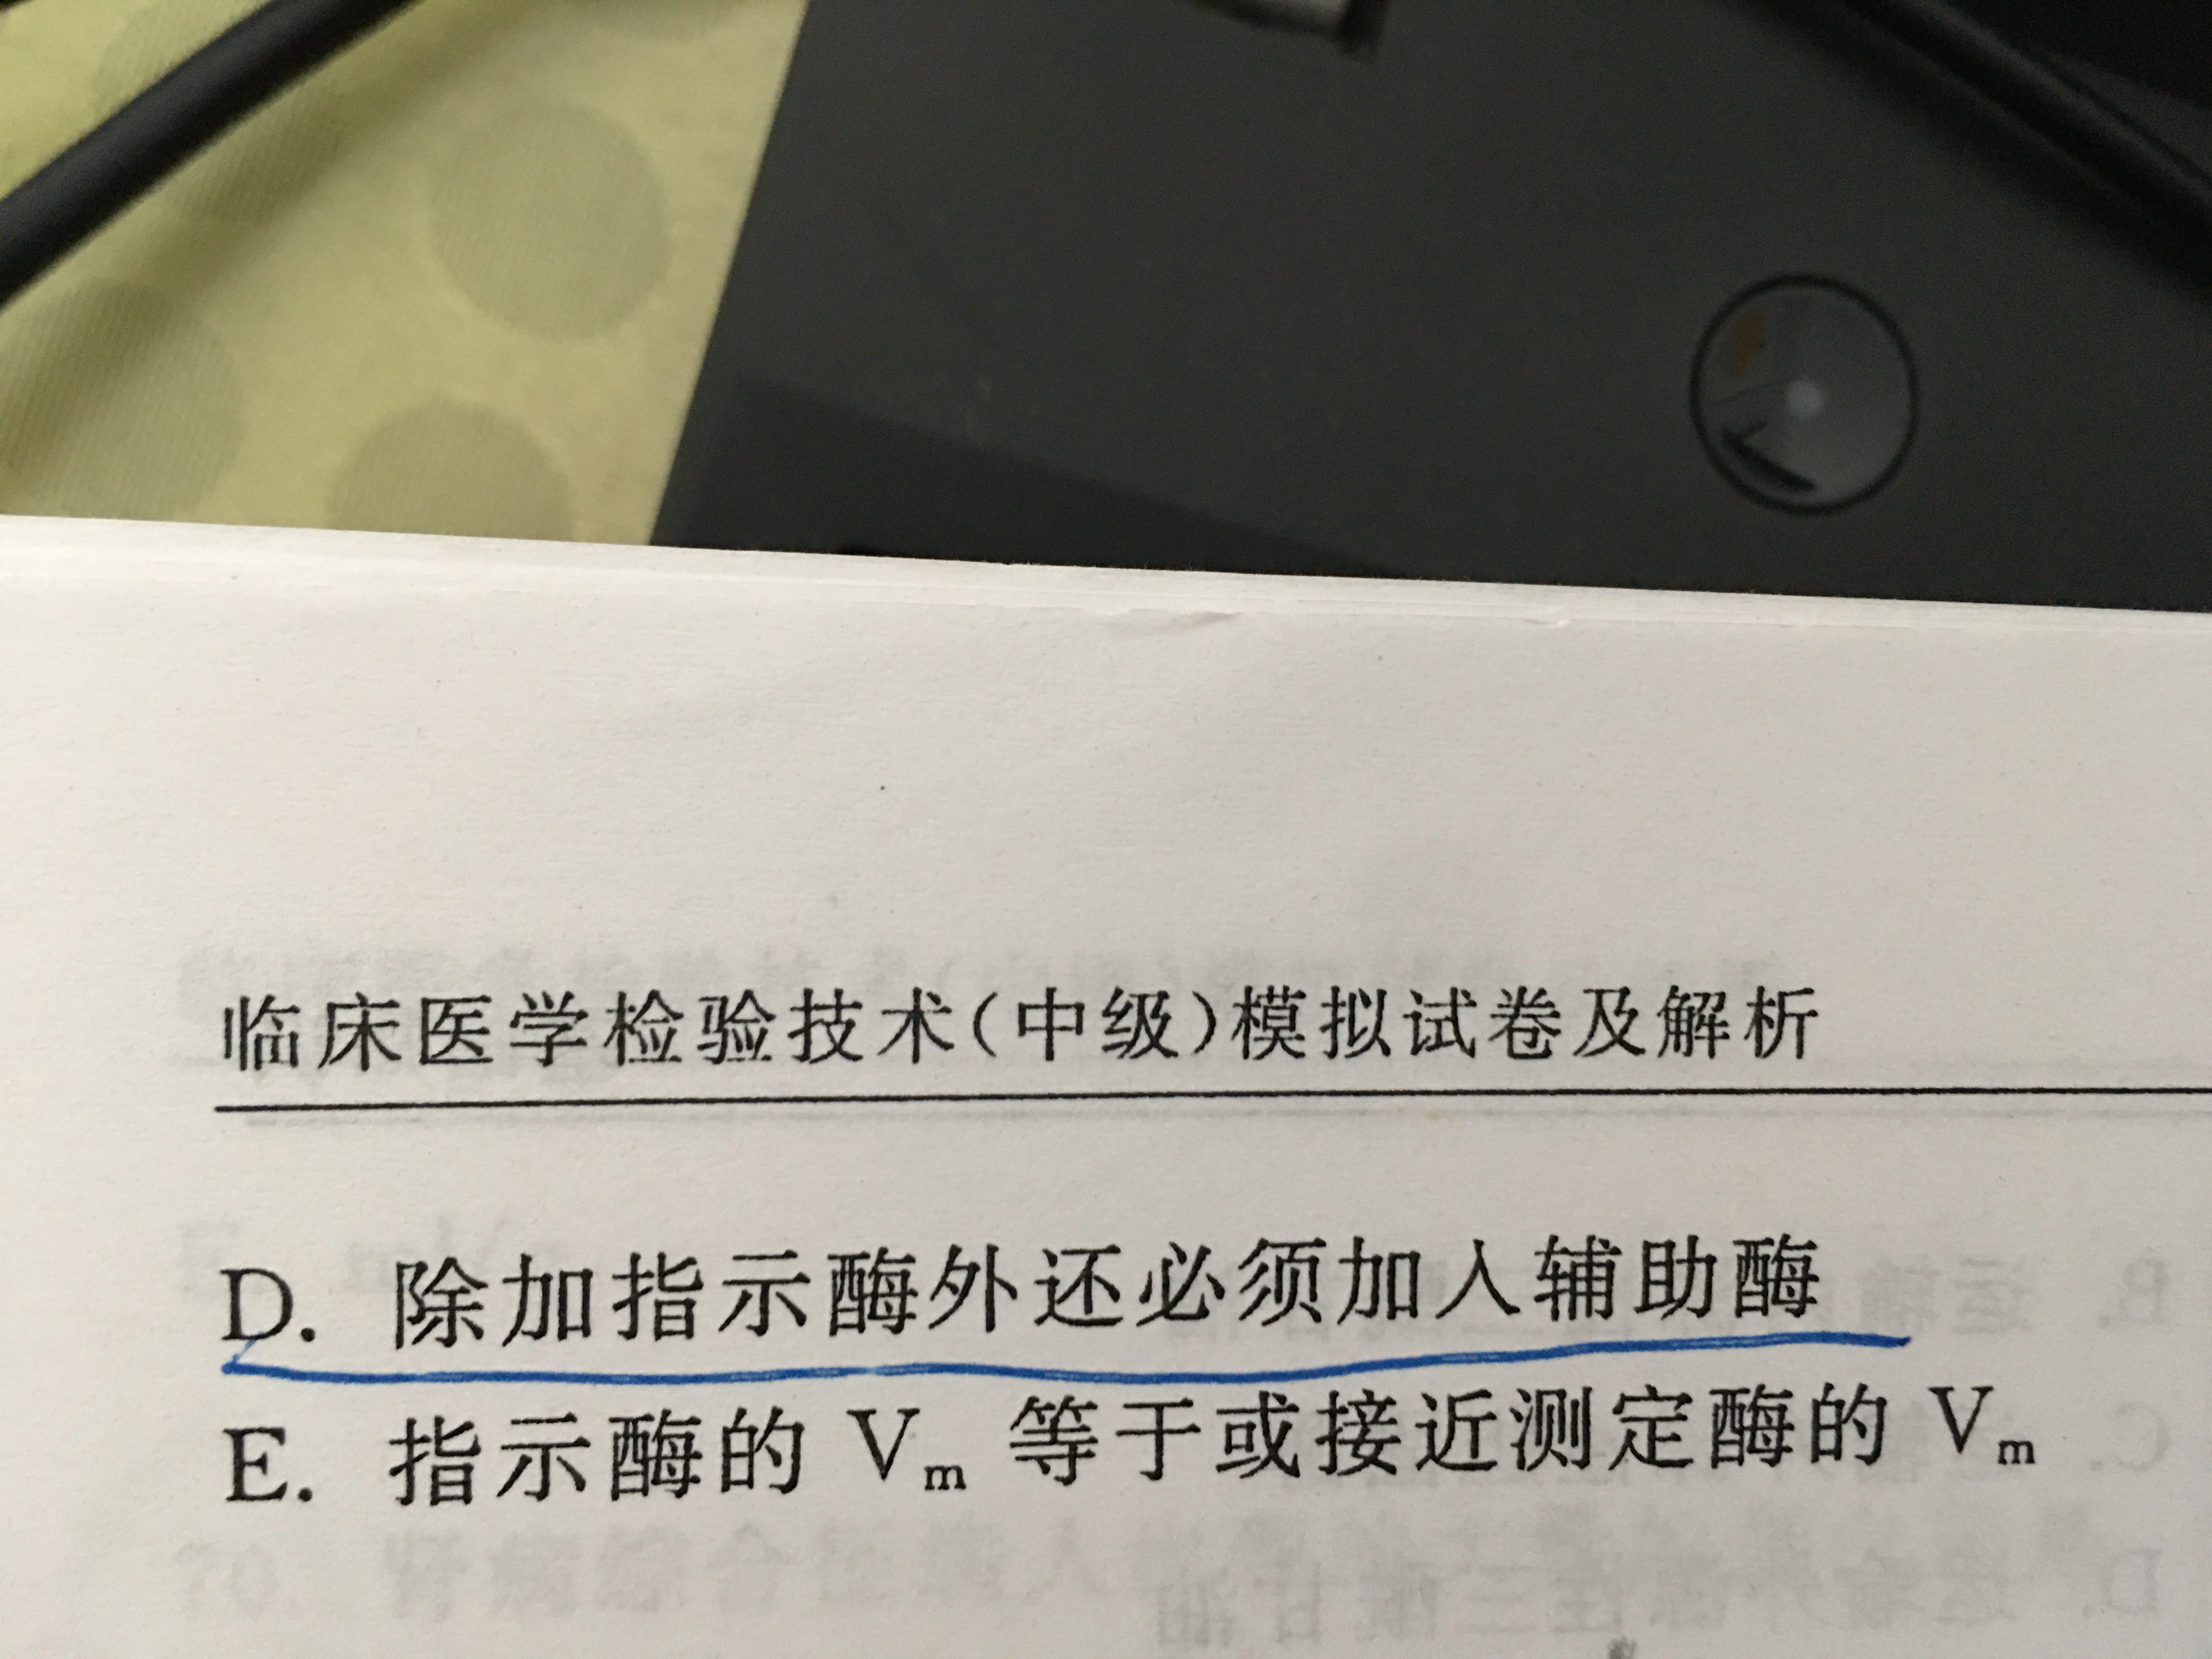 临床医学检验技术(中级)模拟试卷及解析
D. 除加指示酶外还必须加入辅助酶
E. 指示酶的 Vm 等于或接近测定酶的 Vm